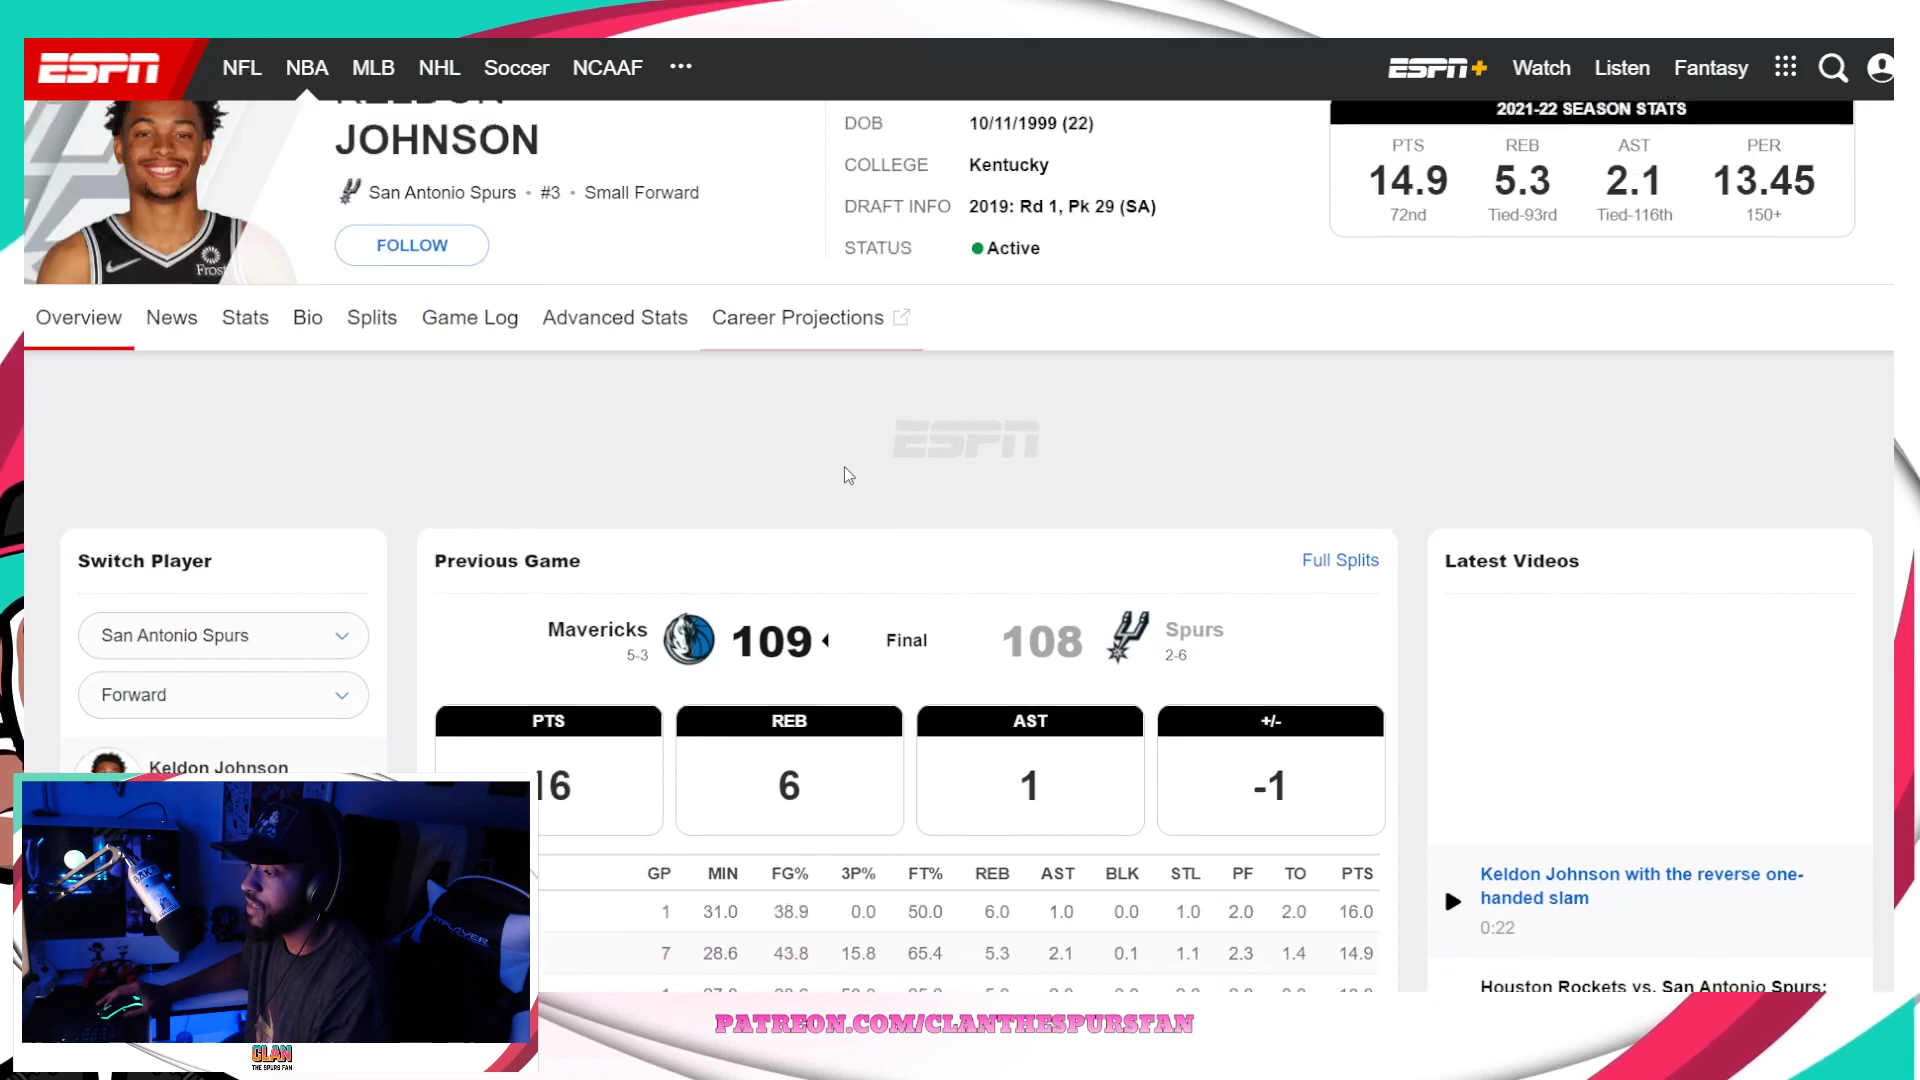 ESPN NFL NBA MLB NHL Soccer NCAAF ••• ESPN+ Watch Listen Fantasy
JOHNSON
San Antonio Spurs • #3 • Small Forward
FOLLOW
Frost
DOB 10/11/1999 (22)
COLLEGE Kentucky
DRAFT INFO 2019: Rd 1, Pk 29 (SA)
STATUS Active
2021-22 SEASON STATS
PTS REB AST PER
14.9 5.3 2.1 13.45
72nd Tied-93rd Tied-116th 150+
Overview News Stats Bio Splits Game Log Advanced Stats Career Projections
ESPN
Switch Player
San Antonio Spurs
Forward
Keldon Johnson
Previous Game Full Splits
Mavericks 109 Final 108 Spurs
5-3 2-6
PTS REB AST +/-
16 6 1 -1
GP MIN FG% 3P% FT% REB AST BLK STL PF TO PTS
1 31.0 38.9 0.0 50.0 6.0 1.0 0.0 1.0 2.0 2.0 16.0
7 28.6 43.8 15.8 65.4 5.3 2.1 0.1 1.1 2.3 1.4 14.9
Latest Videos
Keldon Johnson with the reverse one-
handed slam
0:22
Houston Rockets vs. San Antonio Spurs:
PATREON.COM/CLANTHESPURSFAN
CLAN
THE SPURS FAN